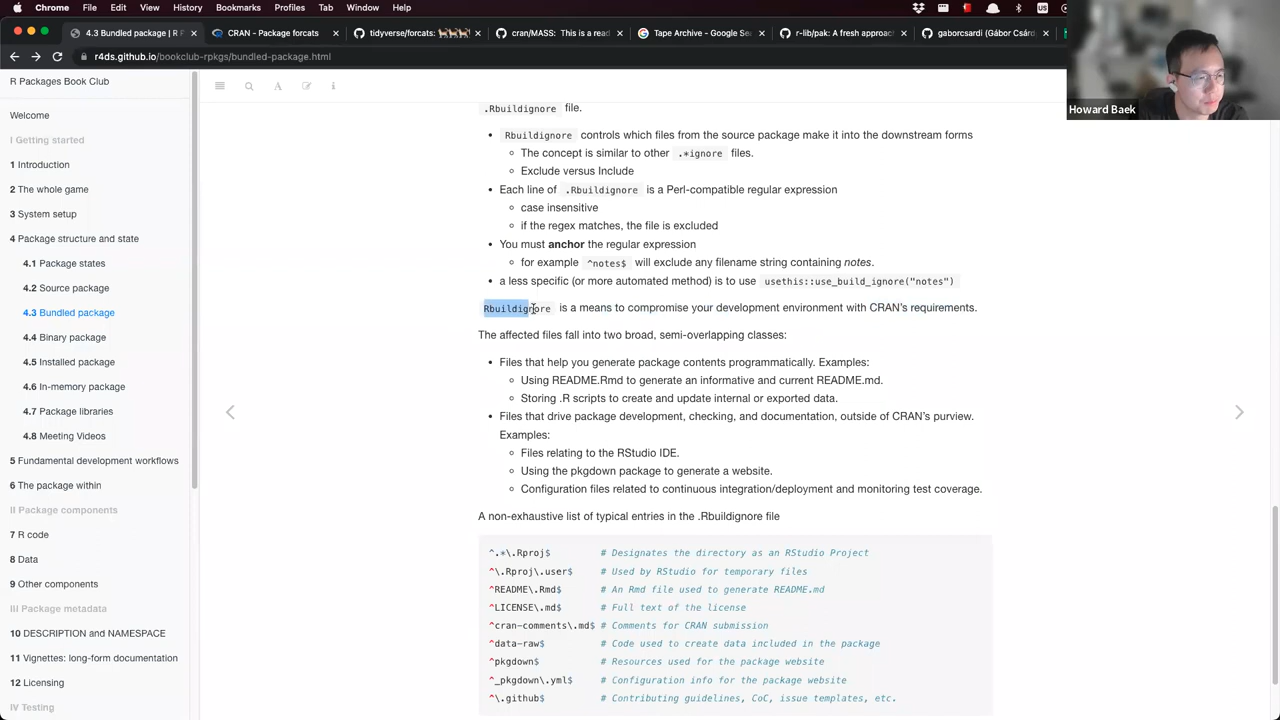 Chrome File Edit View History Bookmarks Profiles Tab Window Help
4.3 Bundled package | R P
CRAN - Package forcats
tidyverse/forcats:
cran/MASS: This is a read
Tape Archive - Google Sea
r-lib/pak: A fresh approac
gaborcsardi (Gábor Csárd
US
r4ds.github.io/bookclub-rpkgs/bundled-package.html
Howard Baek
R Packages Book Club
Welcome
I Getting started
1 Introduction
2 The whole game
3 System setup
4 Package structure and state
4.1 Package states
4.2 Source package
4.3 Bundled package
4.4 Binary package
4.5 Installed package
4.6 In-memory package
4.7 Package libraries
4.8 Meeting Videos
5 Fundamental development workflows
6 The package within
II Package components
7 R code
8 Data
9 Other components
III Package metadata
10 DESCRIPTION and NAMESPACE
11 Vignettes: long-form documentation
12 Licensing
IV Testing
.Rbuildignore file.
Rbuildignore controls which files from the source package make it into the downstream forms
The concept is similar to other .*ignore files.
Exclude versus Include
Each line of .Rbuildignore is a Perl-compatible regular expression
case insensitive
if the regex matches, the file is excluded
You must anchor the regular expression
for example ^notes$ will exclude any filename string containing notes.
a less specific (or more automated method) is to use usethis::use_build_ignore("notes")
Rbuildignore is a means to compromise your development environment with CRAN's requirements.
The affected files fall into two broad, semi-overlapping classes:
Files that help you generate package contents programmatically. Examples:
Using README.Rmd to generate an informative and current README.md.
Storing .R scripts to create and update internal or exported data.
Files that drive package development, checking, and documentation, outside of CRAN's purview.
Examples:
Files relating to the RStudio IDE.
Using the pkgdown package to generate a website.
Configuration files related to continuous integration/deployment and monitoring test coverage.
A non-exhaustive list of typical entries in the .Rbuildignore file
^.*\.Rproj$ # Designates the directory as an RStudio Project
^\.Rproj\.user$ # Used by RStudio for temporary files
^README\.Rmd$ # An Rmd file used to generate README.md
^LICENSE\.md$ # Full text of the license
^cran-comments\.md$ # Comments for CRAN submission
^data-raw$ # Code used to create data included in the package
^pkgdown$ # Resources used for the package website
^_pkgdown\.yml$ # Configuration info for the package website
^\.github$ # Contributing guidelines, CoC, issue templates, etc.